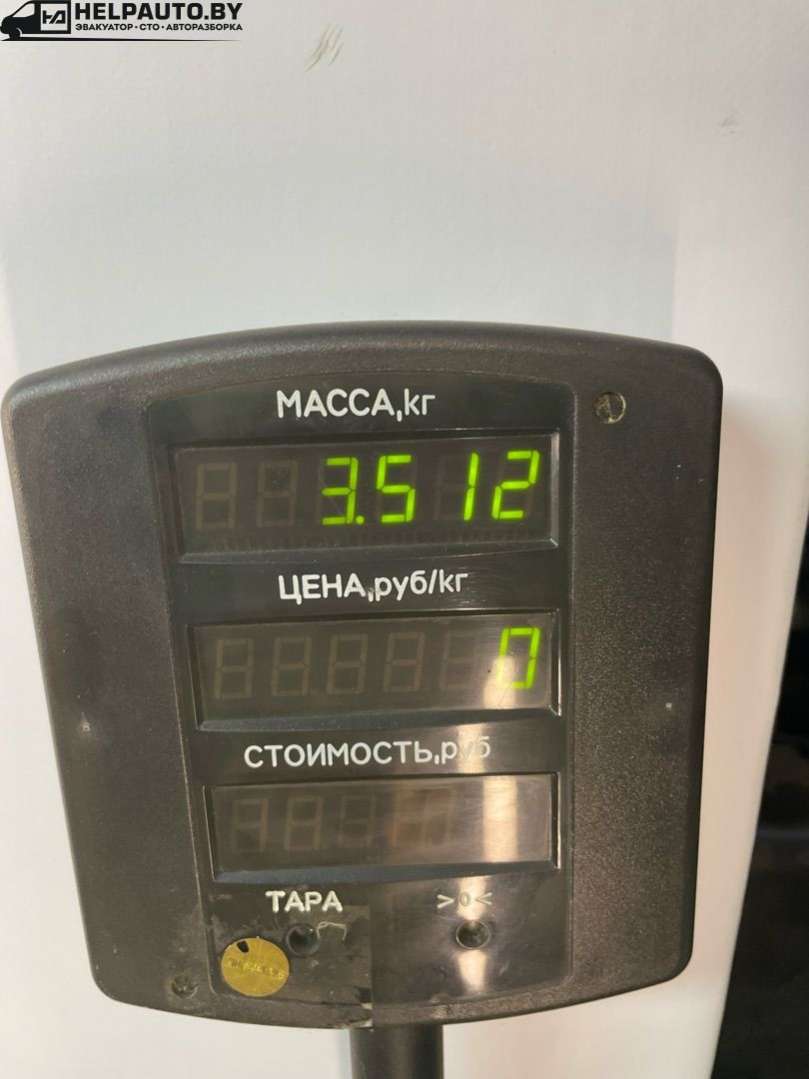 HELPAUTO.BY
ЭВАКУАТОР • СТО • АВТОРАЗБОРКА
МАССА,кг
3.512
ЦЕНА,руб/кг
0
СТОИМОСТЬ,руб
ТАРА >0<